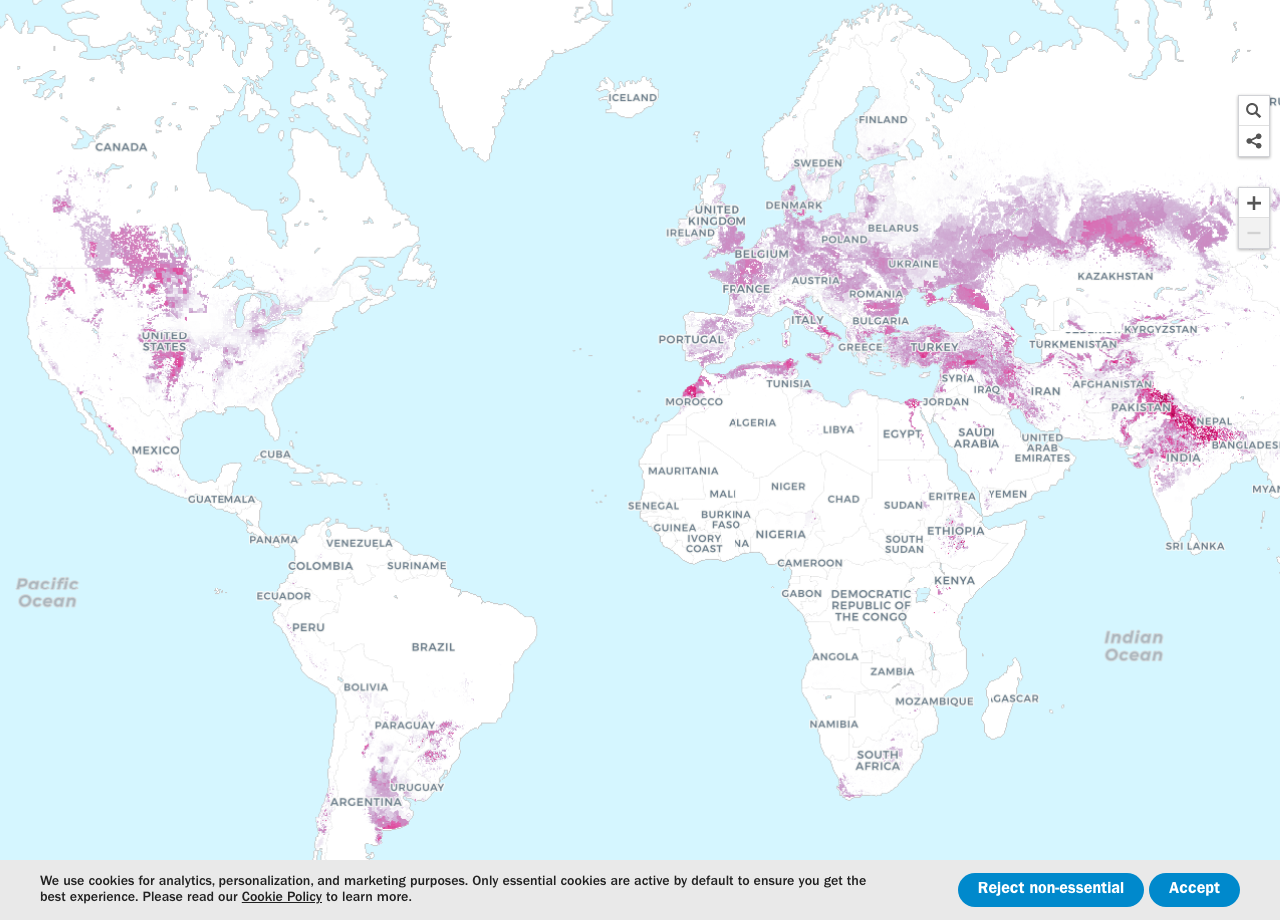 ICELAND
FINLAND
CANADA
SWEDEN
DENMARK
UNITED
KINGDOM
IRELAND
BELARUS
POLAND
BELGIUM
UKRAINE
KAZAKHSTAN
AUSTRIA
FRANCE
ROMANIA
ITALY
BULGARIA
KYRGYZSTAN
UNITED
STATES
PORTUGAL
GREECE
TURKEY
TURKMENISTAN
TUNISIA
SYRIA
IRAQ
IRAN
AFGHANISTAN
MOROCCO
JORDAN
PAKISTAN
ALGERIA
LIBYA
EGYPT
SAUDI
ARABIA
NEPAL
UNITED
ARAB
EMIRATES
BANGLADES
MEXICO
CUBA
INDIA
MAURITANIA
NIGER
MALI
CHAD
SUDAN
ERITREA
YEMEN
MYAN
GUATEMALA
SENEGAL
BURKINA
FASO
GUINEA
IVORY
COAST
NA
NIGERIA
ETHIOPIA
SOUTH
SUDAN
PANAMA
VENEZUELA
SRI LANKA
COLOMBIA
SURINAME
CAMEROON
KENYA
Pacific
Ocean
ECUADOR
GABON
DEMOCRATIC
REPUBLIC OF
THE CONGO
PERU
BRAZIL
Indian
Ocean
ANGOLA
ZAMBIA
BOLIVIA
MOZAMBIQUE
GASCAR
PARAGUAY
NAMIBIA
SOUTH
AFRICA
URUGUAY
ARGENTINA
We use cookies for analytics, personalization, and marketing purposes. Only essential cookies are active by default to ensure you get the
best experience. Please read our Cookie Policy to learn more.
Reject non-essential
Accept